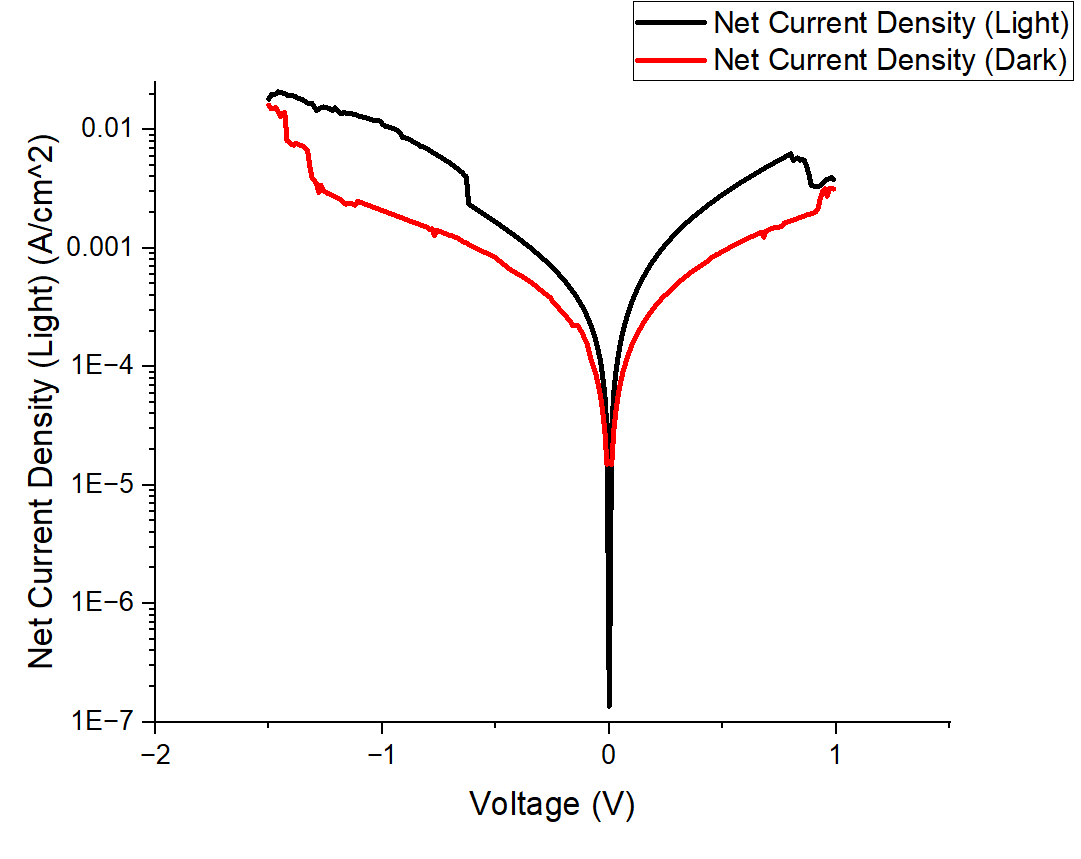 Net Current Density (Light)
Net Current Density (Dark)
Net Current Density (Light) (A/cm^2)
0.01
0.001
1E−4
1E−5
1E−6
1E−7
−2
−1
0
1
Voltage (V)